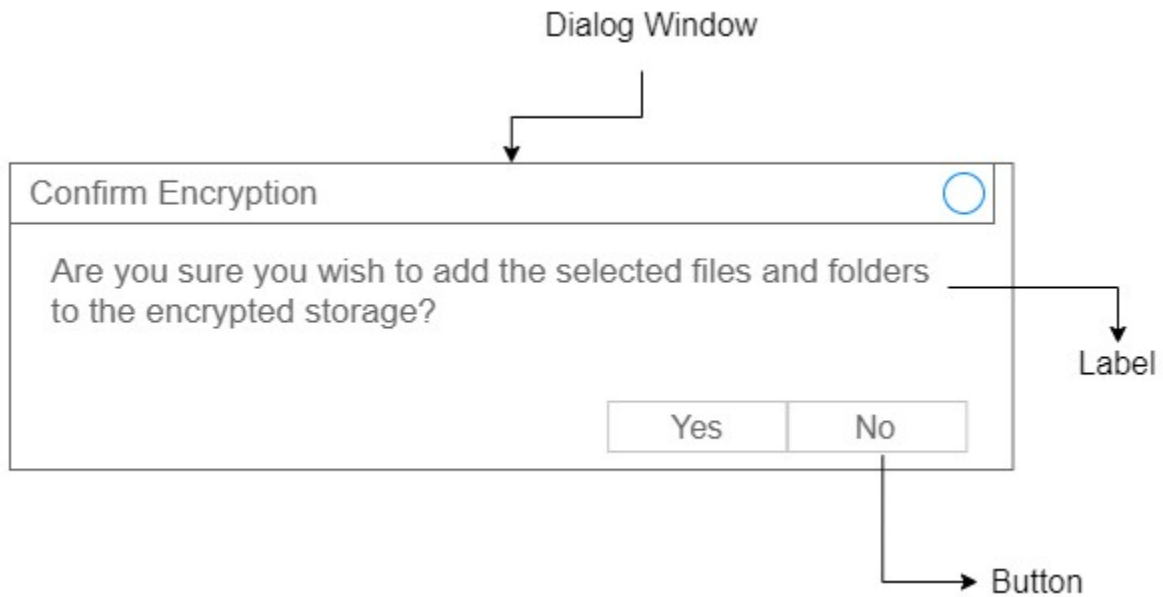 Dialog Window
Confirm Encryption
Are you sure you wish to add the selected files and folders
to the encrypted storage?
Label
Yes
No
Button